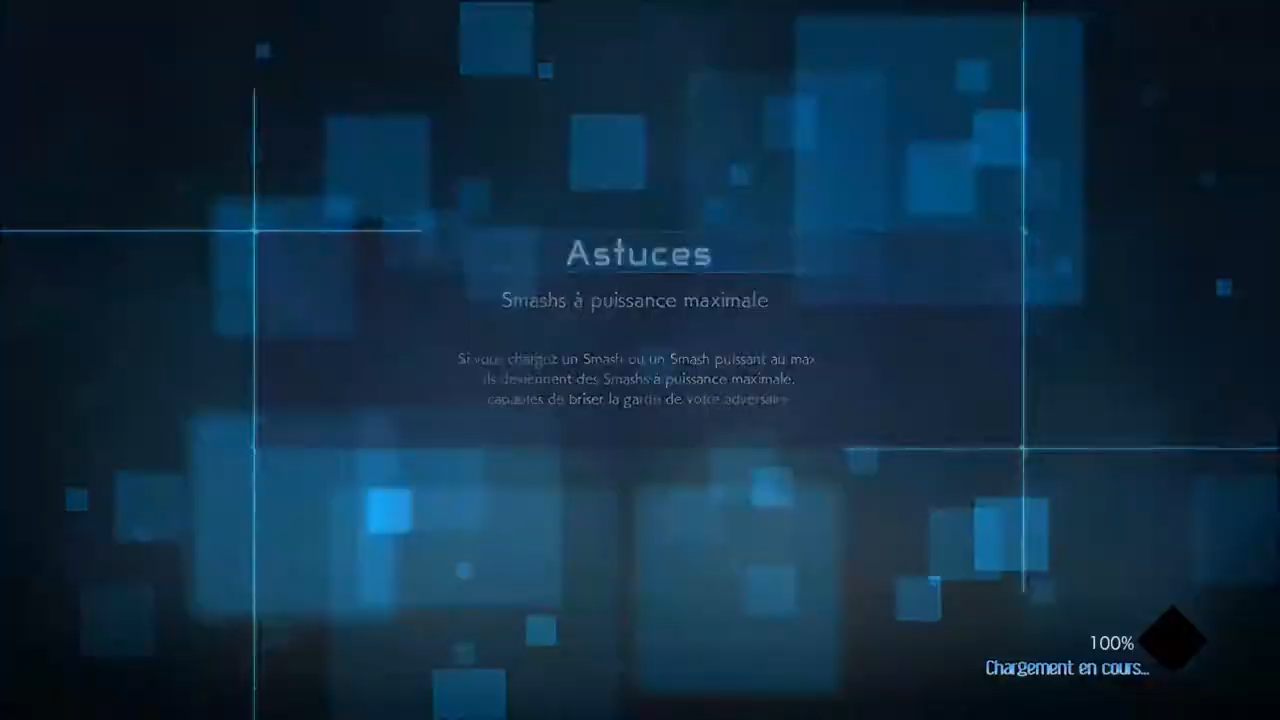 Astuces
Smashs à puissance maximale
Si vous chargez un Smash ou un Smash puissant au max
ils deviennent des Smashs à puissance maximale,
capables de briser la garde de votre adversaire
100%
Chargement en cours...